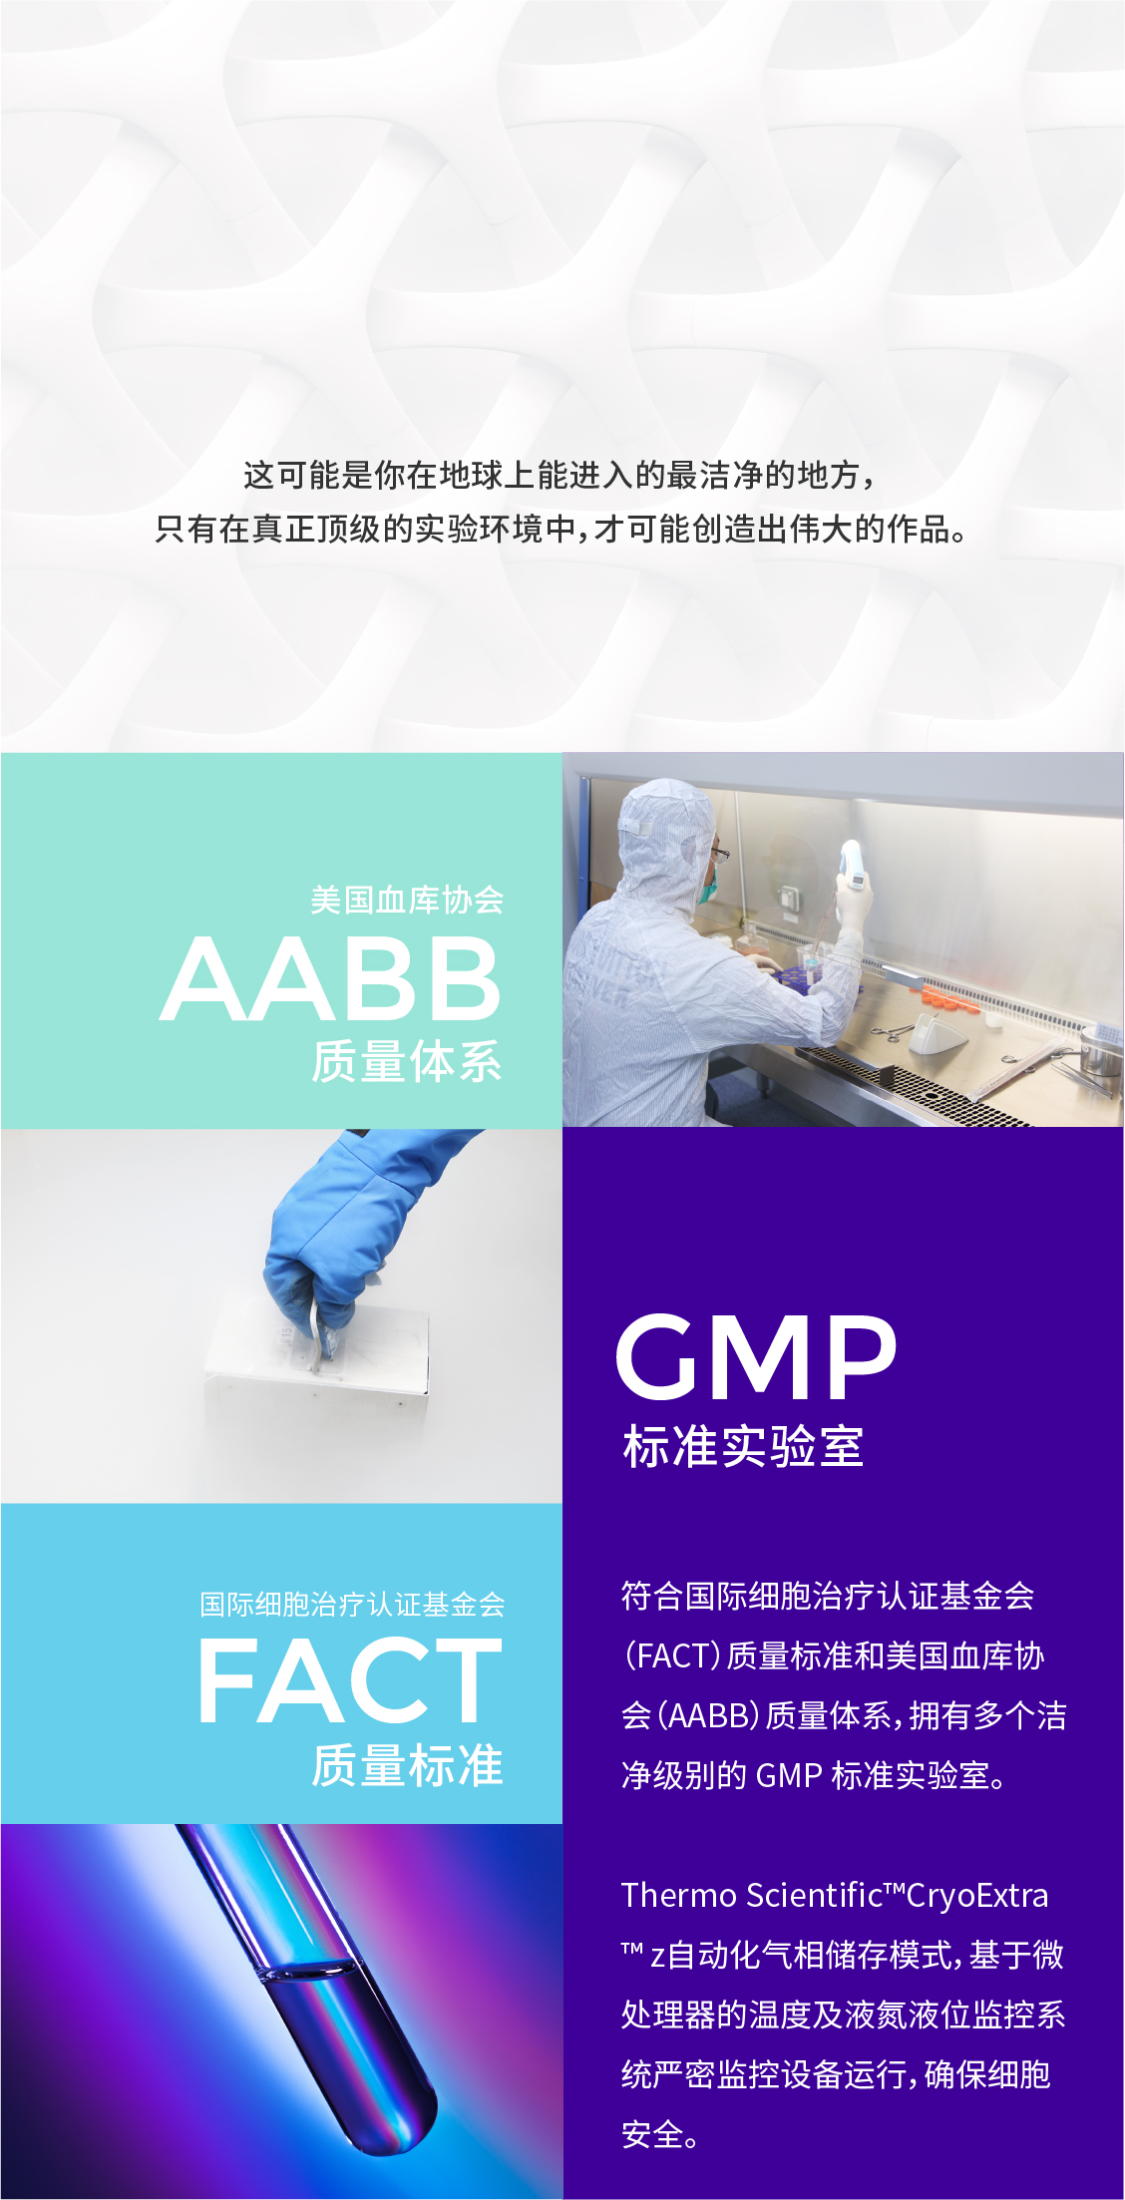 这可能是你在地球上能进入的最洁净的地方，
只有在真正顶级的实验环境中，才可能创造出伟大的作品。
美国血库协会
AABB
质量体系
GMP
标准实验室
国际细胞治疗认证基金会
FACT
质量标准
符合国际细胞治疗认证基金会
（FACT）质量标准和美国血库协
会（AABB）质量体系，拥有多个洁
净级别的 GMP 标准实验室。
Thermo Scientific™CryoExtra
™ z自动化气相储存模式，基于微
处理器的温度及液氮液位监控系
统严密监控设备运行，确保细胞
安全。